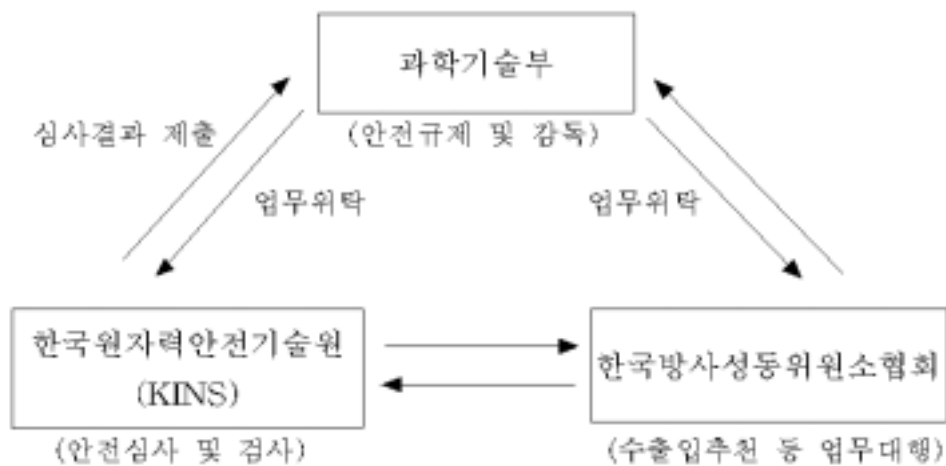 과학기술부
(안전규제 및 감독)
심사결과 제출
업무위탁
업무위탁
한국원자력안전기술원
(KINS)
(안전심사 및 검사)
한국방사성동위원소협회
(수출입추천 등 업무대행)